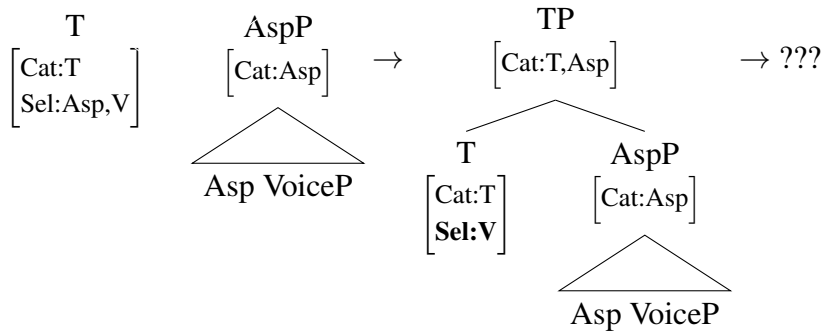 T
[Cat:T
Sel:Asp,V]
AspP
[Cat:Asp]
Asp VoiceP
→
TP
[Cat:T,Asp]
→ ???
T
[Cat:T
Sel:V]
AspP
[Cat:Asp]
Asp VoiceP